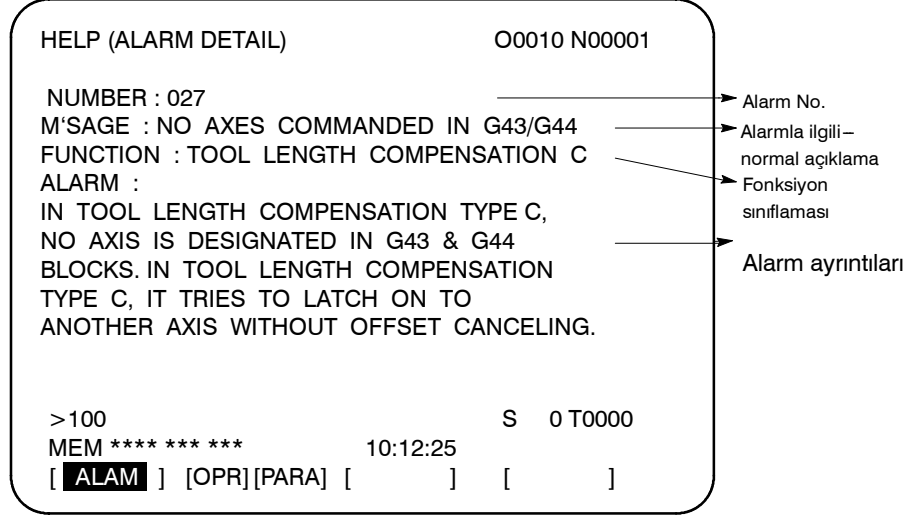 HELP (ALARM DETAIL) O0010 N00001
NUMBER : 027
M‘SAGE : NO AXES COMMANDED IN G43/G44
FUNCTION : TOOL LENGTH COMPENSATION C
ALARM :
IN TOOL LENGTH COMPENSATION TYPE C,
NO AXIS IS DESIGNATED IN G43 & G44
BLOCKS. IN TOOL LENGTH COMPENSATION
TYPE C, IT TRIES TO LATCH ON TO
ANOTHER AXIS WITHOUT OFFSET CANCELING.
>100 S 0 T0000
MEM **** *** *** 10:12:25
[ ALAM ] [OPR] [PARA] [ ] [ ]
Alarm No.
Alarmla ilgili–
normal açıklama
Fonksiyon
sınıflaması
Alarm ayrıntıları